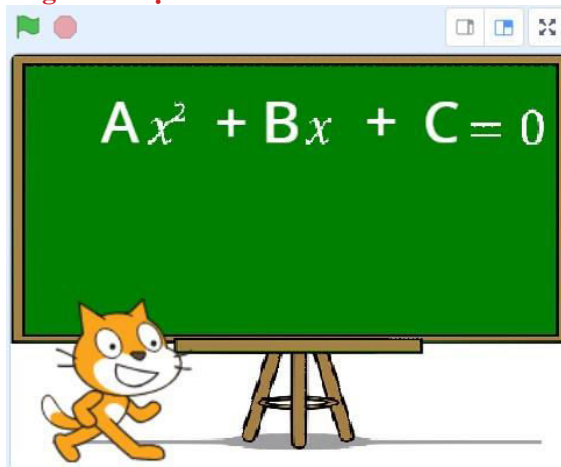 Ax² + Bx + C = 0